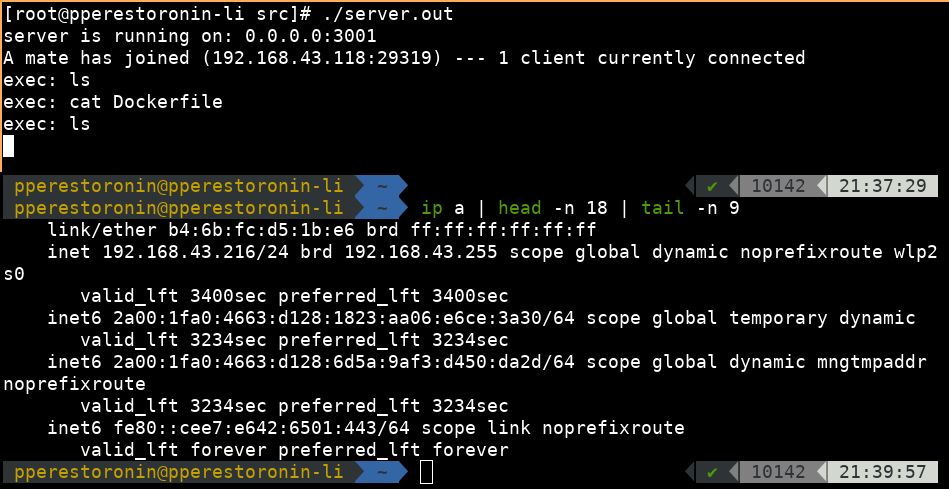 [root@pperestoronin-li src]# ./server.out
server is running on: 0.0.0.0:3001
A mate has joined (192.168.43.118:29319) --- 1 client currently connected
exec: ls
exec: cat Dockerfile
exec: ls
pperestoronin@pperestoronin-li ~ ✔ 10142 21:37:29
pperestoronin@pperestoronin-li ~ ip a | head -n 18 | tail -n 9
link/ether b4:6b:fc:d5:1b:e6 brd ff:ff:ff:ff:ff:ff
inet 192.168.43.216/24 brd 192.168.43.255 scope global dynamic noprefixroute wlp2
s0
valid_lft 3400sec preferred_lft 3400sec
inet6 2a00:1fa0:4663:d128:1823:aa06:e6ce:3a30/64 scope global temporary dynamic
valid_lft 3234sec preferred_lft 3234sec
inet6 2a00:1fa0:4663:d128:6d5a:9af3:d450:da2d/64 scope global dynamic mngtmpaddr
noprefixroute
valid_lft 3234sec preferred_lft 3234sec
inet6 fe80::cee7:e642:6501:443/64 scope link noprefixroute
valid_lft forever preferred_lft forever
pperestoronin@pperestoronin-li ~ ✔ 10142 21:39:57